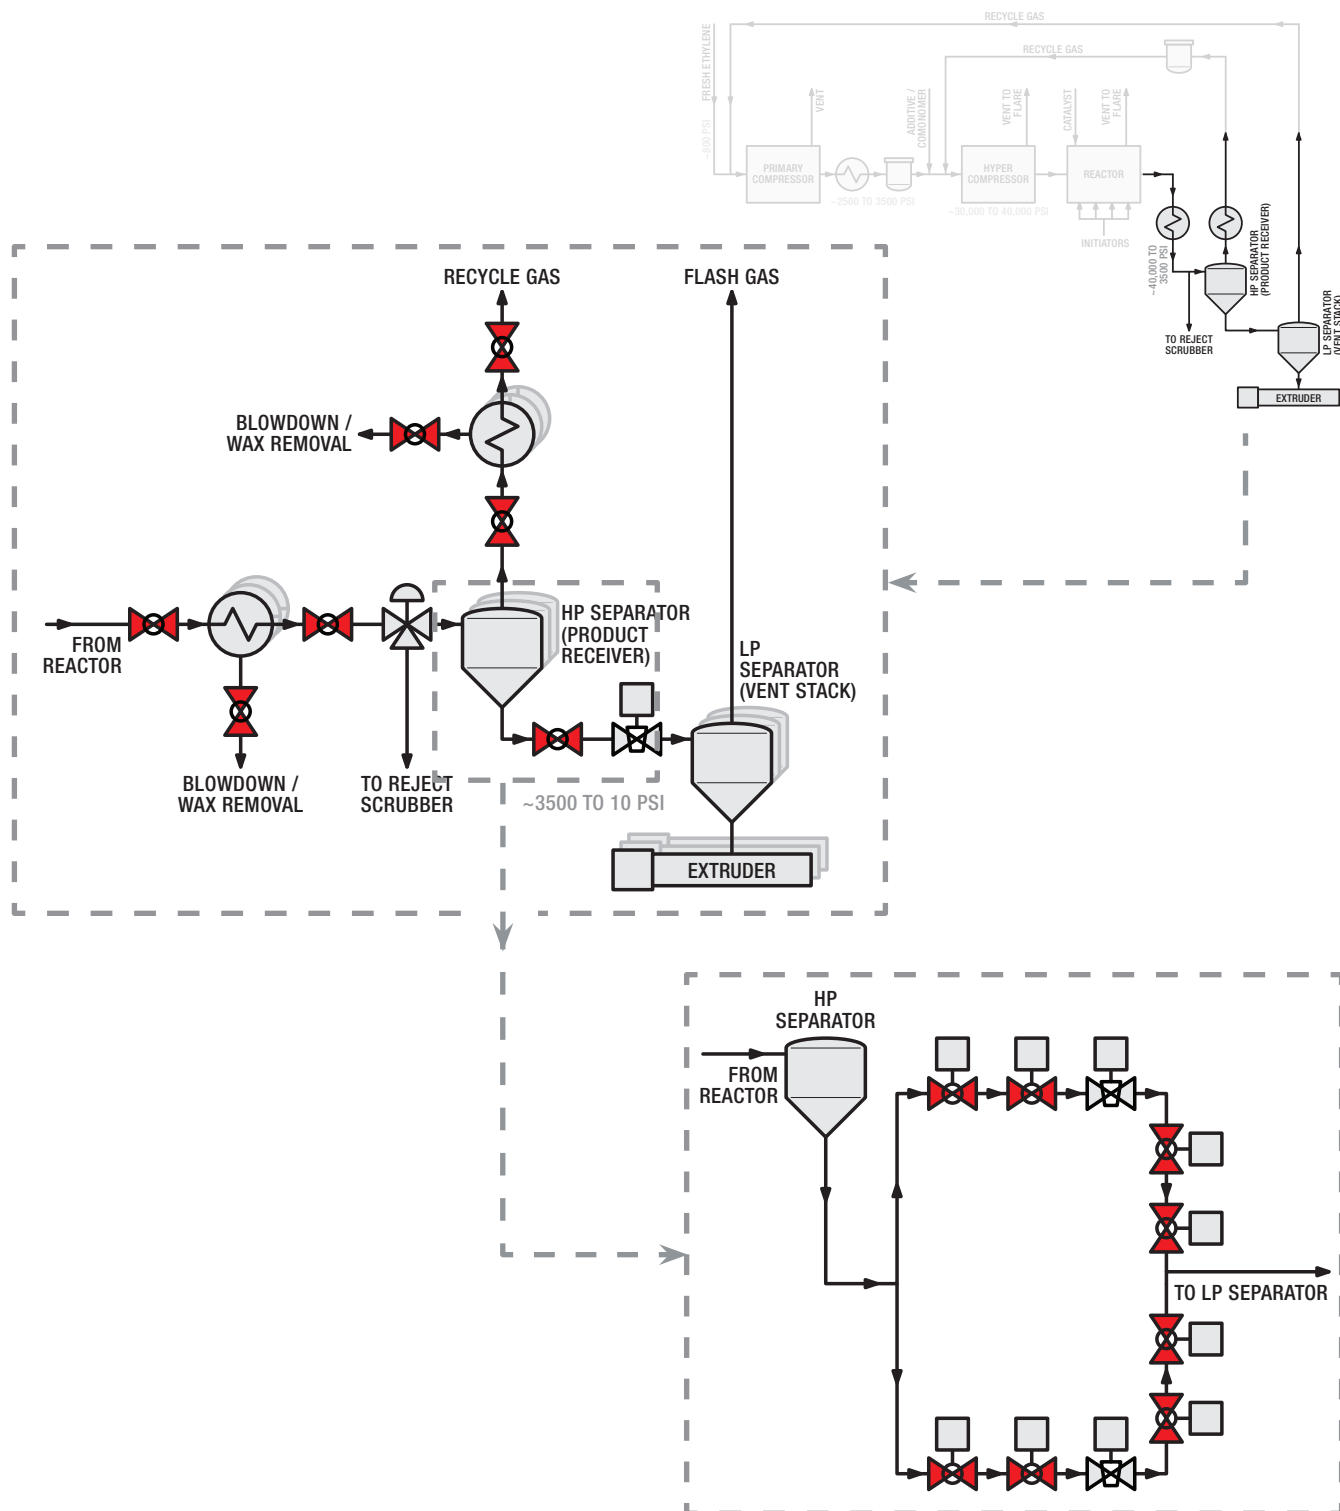 RECYCLE GAS
RECYCLE GAS
FRESH ETHYLENE
~800 PSI
VENT
ADDITIVE /
COMONOMER
VENT TO
FLARE
CATALYST
VENT TO
FLARE
PRIMARY
COMPRESSOR
HYPER
COMPRESSOR
REACTOR
~2500 TO 3500 PSI
~30,000 TO 40,000 PSI
INITIATORS
~40,000 TO
3500 PSI
HP SEPARATOR
(PRODUCT RECEIVER)
TO REJECT
SCRUBBER
LP SEPARATOR
(VENT STACK)
EXTRUDER
RECYCLE GAS
FLASH GAS
BLOWDOWN /
WAX REMOVAL
HP SEPARATOR
(PRODUCT
RECEIVER)
FROM
REACTOR
LP
SEPARATOR
(VENT STACK)
BLOWDOWN /
WAX REMOVAL
TO REJECT
SCRUBBER
~3500 TO 10 PSI
EXTRUDER
HP
SEPARATOR
FROM
REACTOR
TO LP SEPARATOR